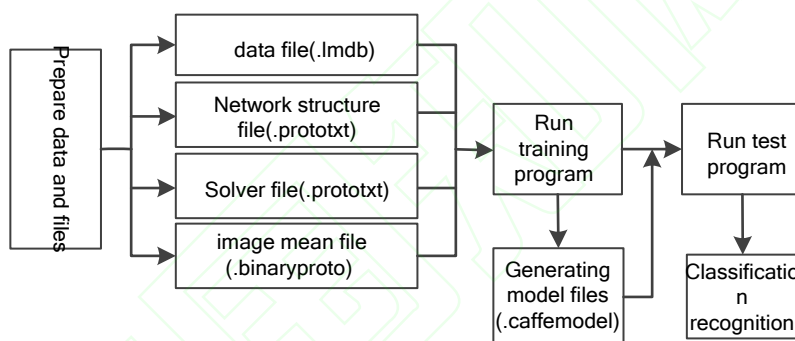 Prepare data and files
data file(.lmdb)
Network structure
file(.prototxt)
Solver file(.prototxt)
image mean file
(.binaryproto)
Run
training
program
Generating
model files
(.caffemodel)
Run test
program
Classificatio
n
recognition